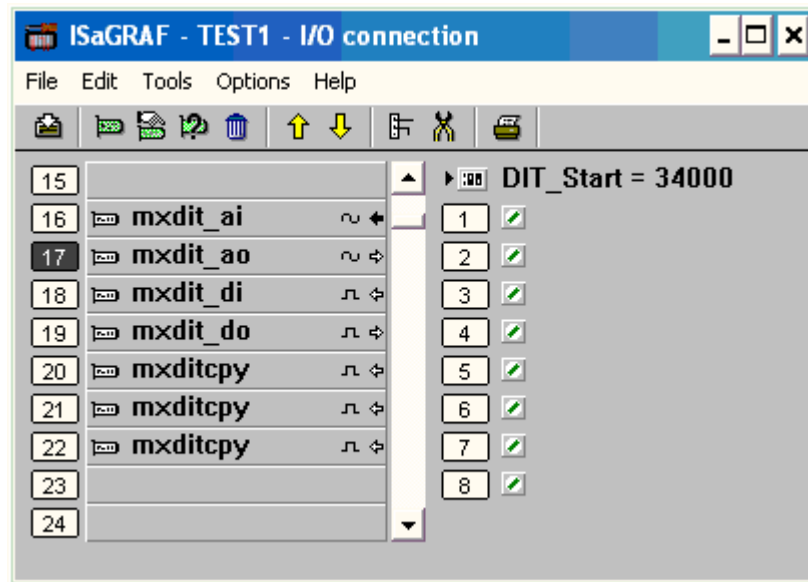 ISaGRAF - TEST1 - I/O connection
File Edit Tools Options Help
15
16 mxdit_ai
17 mxdit_ao
18 mxdit_di
19 mxdit_do
20 mxditcpy
21 mxditcpy
22 mxditcpy
23
24
DIT_Start = 34000
1
2
3
4
5
6
7
8